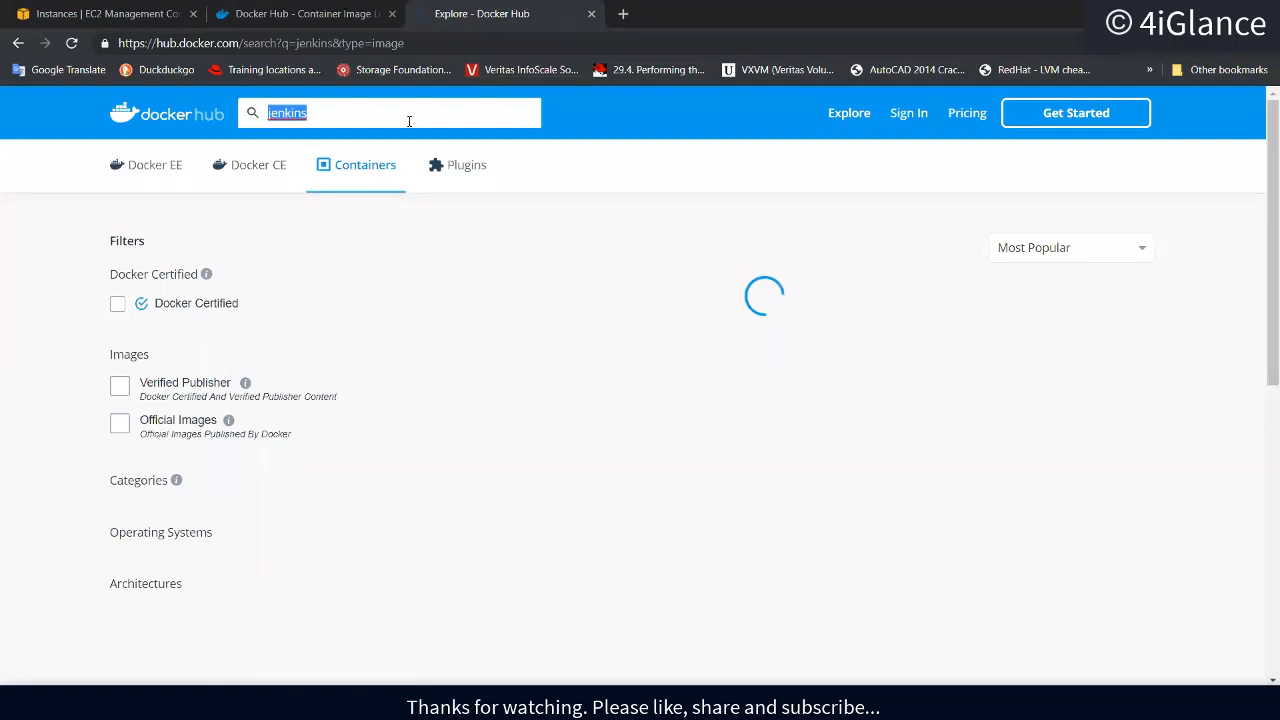 Instances | EC2 Management Co
Docker Hub - Container Image L
Explore - Docker Hub
© 4iGlance
https://hub.docker.com/search?q=jenkins&type=image
Google Translate
Duckduckgo
Training locations a...
Storage Foundation...
Veritas InfoScale So...
29.4. Performing th...
VXVM (Veritas Volu...
AutoCAD 2014 Crac...
RedHat - LVM chea...
»
Other bookmarks
docker hub
jenkins
Explore
Sign In
Pricing
Get Started
Docker EE
Docker CE
Containers
Plugins
Filters
Most Popular
Docker Certified
Docker Certified
Images
Verified Publisher
Docker Certified And Verified Publisher Content
Official Images
Official Images Published By Docker
Categories
Operating Systems
Architectures
Thanks for watching. Please like, share and subscribe...